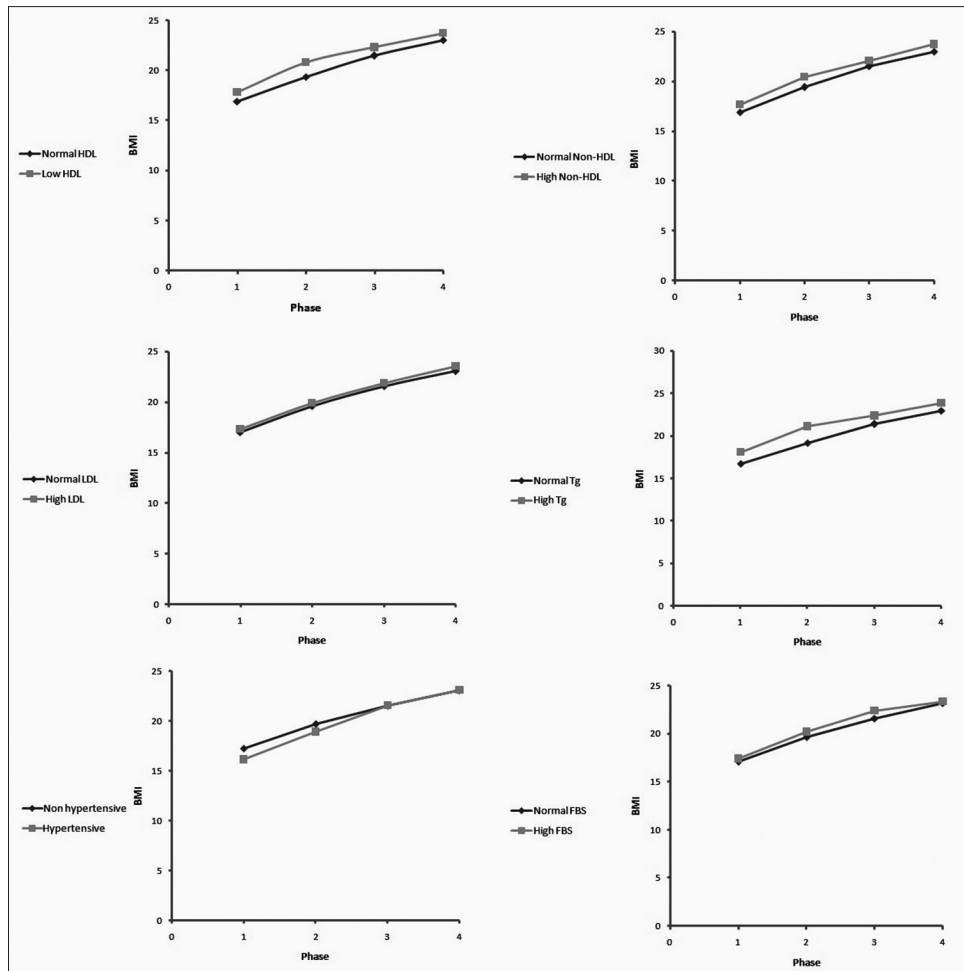 25
20
15
10
5
0
BMI
0 1 2 3 4
Phase
Normal HDL
Low HDL
25
20
15
10
5
0
BMI
0 1 2 3 4
Phase
Normal Non-HDL
High Non-HDL
25
20
15
10
5
0
BMI
0 1 2 3 4
Phase
Normal LDL
High LDL
30
25
20
15
10
5
0
BMI
0 1 2 3 4
Phase
Normal Tg
High Tg
25
20
15
10
5
0
BMI
0 1 2 3 4
Phase
Non hypertensive
Hypertensive
25
20
15
10
5
0
BMI
0 1 2 3 4
Phase
Normal FBS
High FBS